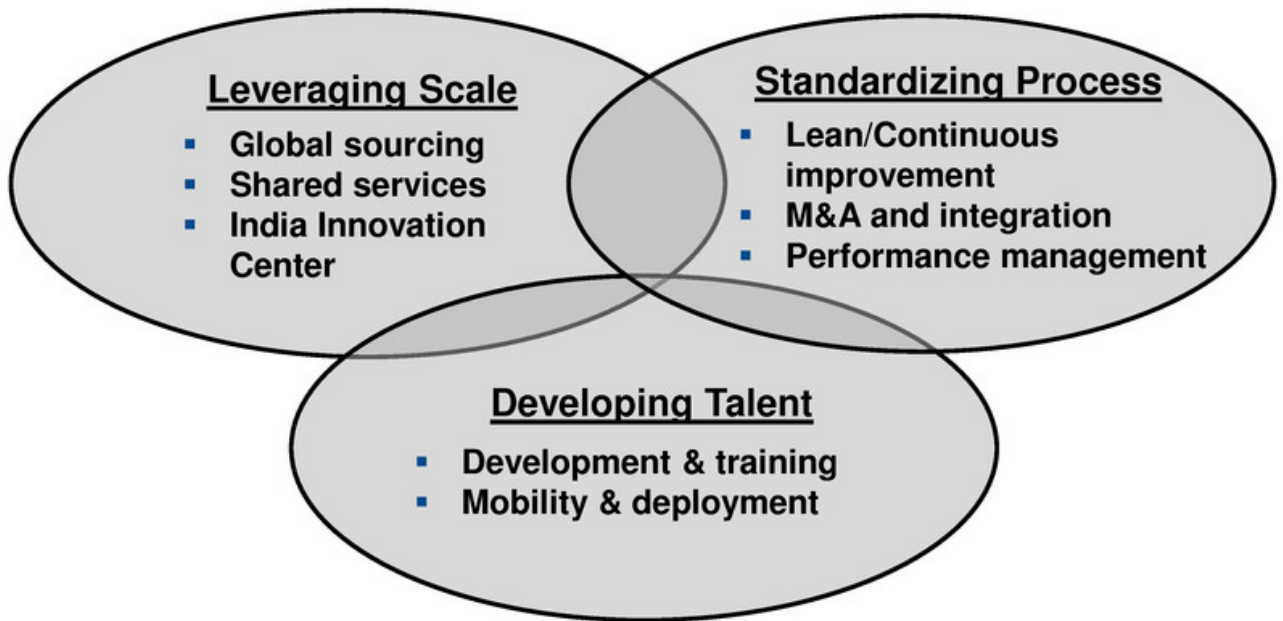 Leveraging Scale
▪ Global sourcing
▪ Shared services
▪ India Innovation
Center
Standardizing Process
▪ Lean/Continuous
improvement
▪ M&A and integration
▪ Performance management
Developing Talent
▪ Development & training
▪ Mobility & deployment